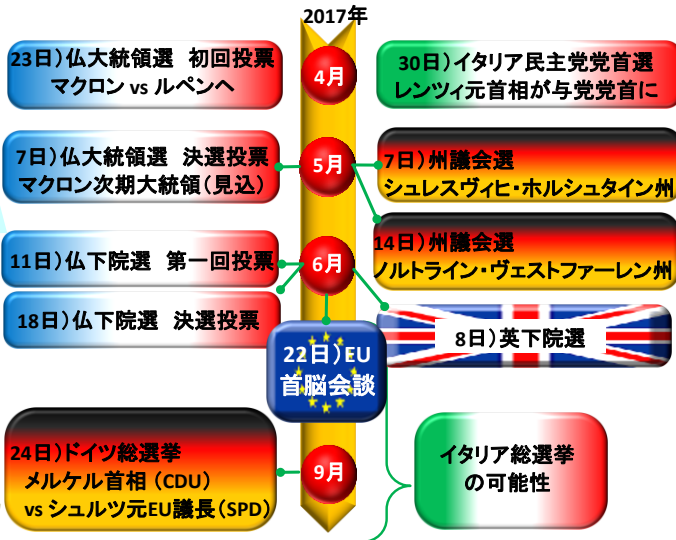 2017年
4月
23日）仏大統領選 初回投票
マクロン vs ルペンへ
30日）イタリア民主党党首選
レンツィ元首相が与党党首に
5月
7日）仏大統領選 決選投票
マクロン次期大統領（見込）
7日）州議会選
シュレスヴィヒ・ホルシュタイン州
14日）州議会選
ノルトライン・ヴェストファーレン州
6月
11日）仏下院選 第一回投票
18日）仏下院選 決選投票
8日）英下院選
22日）EU
首脳会談
9月
24日）ドイツ総選挙
メルケル首相（CDU）
vs シュルツ元EU議長（SPD）
イタリア総選挙
の可能性